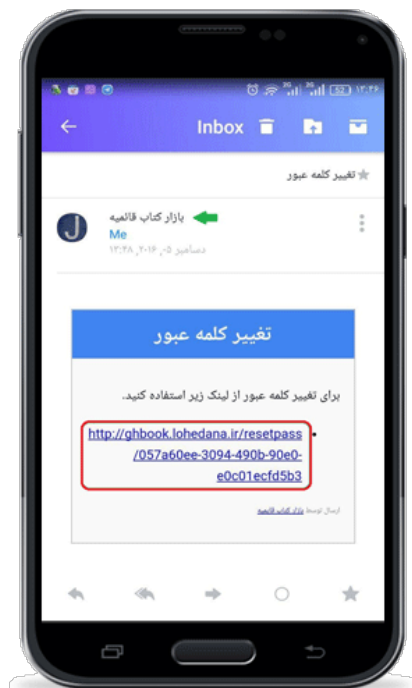 ۱۳:۴۶
Inbox
تغییر کلمه عبور
بازار کتاب قائمیه
Me
دسامبر ۰۵, ۲۰۱۶, ۱۳:۴۸
تغییر کلمه عبور
برای تغییر کلمه عبور از لینک زیر استفاده کنید.
http://ghbook.lohedana.ir/resetpass
/057a60ee-3094-490b-90e0-
e0c01ecfd5b3
ارسال توسط بازار کتاب قائمیه